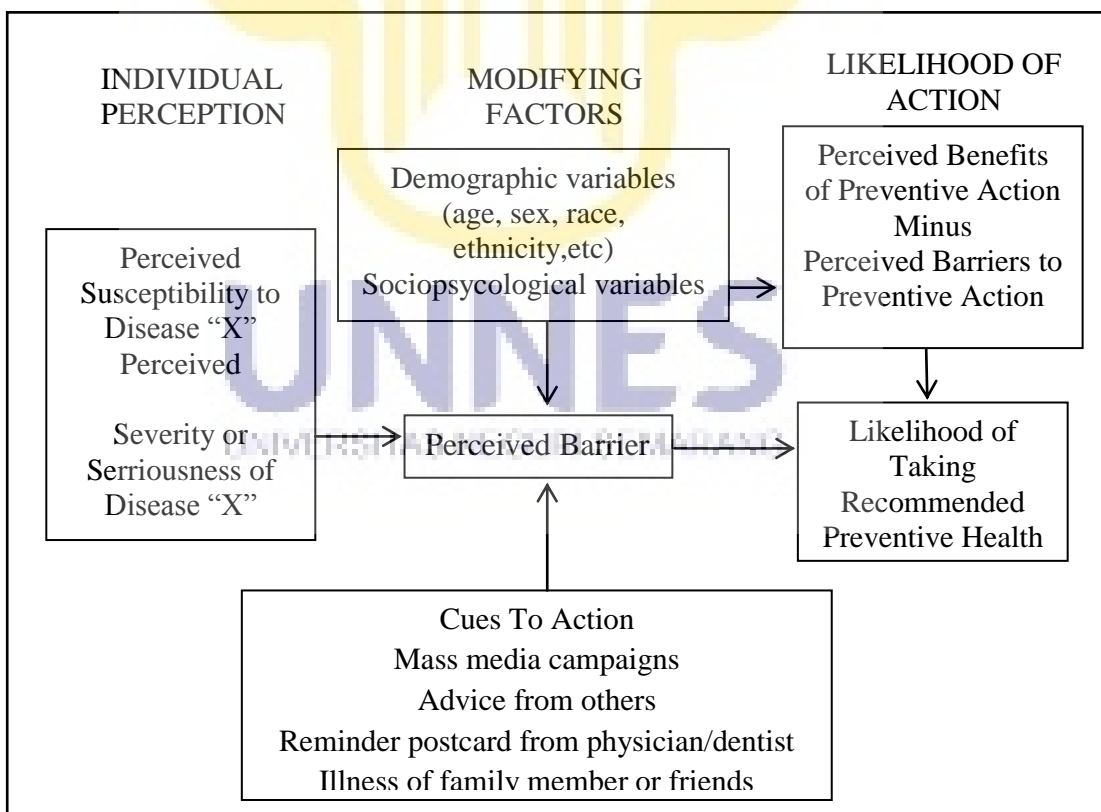 INDIVIDUAL
PERCEPTION
MODIFYING
FACTORS
LIKELIHOOD OF
ACTION
Perceived
Susceptibility to
Disease “X”
Perceived
Severity or
Serriousness of
Disease “X”
Demographic variables
(age, sex, race,
ethnicity,etc)
Sociopsycological variables
Perceived Benefits
of Preventive Action
Minus
Perceived Barriers to
Preventive Action
UNNES
Perceived Barrier
Likelihood of
Taking
Recommended
Preventive Health
Cues To Action
Mass media campaigns
Advice from others
Reminder postcard from physician/dentist
Illness of family member or friends